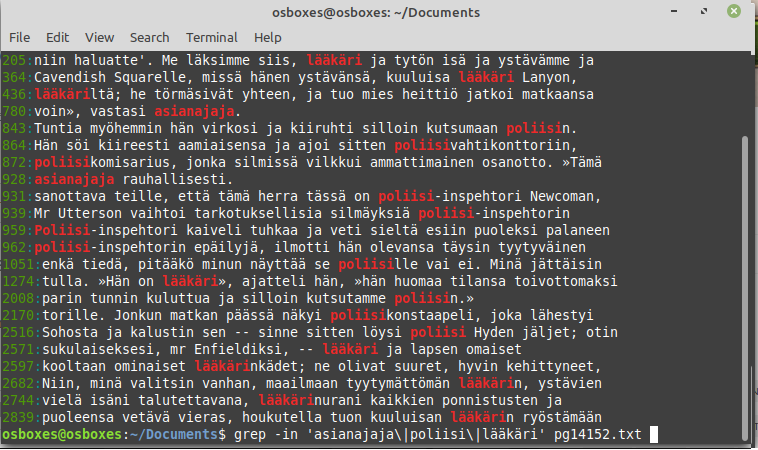 osboxes@osboxes: ~/Documents
File Edit View Search Terminal Help
205:niin haluatte'. Me läksimme siis, lääkäri ja tytön isä ja ystävämme ja
364:Cavendish Squarelle, missä hänen ystävänsä, kuuluisa lääkäri Lanyon,
436:lääkäriltä; he törmäsivät yhteen, ja tuo mies heittiö jatkoi matkaansa
780:voin», vastasi asianajaja.
843:Tuntia myöhemmin hän virkosi ja kiiruhti silloin kutsumaan poliisin.
864:Hän söi kiireesti aamiaisensa ja ajoi sitten poliisivahtikonttoriin,
872:poliisikomisarius, jonka silmissä vilkkui ammattimainen osanotto. »Tämä
928:asianajaja rauhallisesti.
931:sanottava teille, että tämä herra tässä on poliisi-inspehtori Newcoman,
939:Mr Utterson vaihtoi tarkotuksellisia silmäyksiä poliisi-inspehtorin
959:Poliisi-inspehtori kaiveli tuhkaa ja veti sieltä esiin puoleksi palaneen
962:poliisi-inspehtorin epäilyjä, ilmotti hän olevansa täysin tyytyväinen
1051:enkä tiedä, pitääkö minun näyttää se poliisille vai ei. Minä jättäisin
1274:tulla. »Hän on lääkäri», ajatteli hän, »hän huomaa tilansa toivottomaksi
2008:parin tunnin kuluttua ja silloin kutsutamme poliisin.»
2170:torille. Jonkun matkan päässä näkyi poliisikonstaapeli, joka lähestyi
2516:Sohosta ja kalustin sen -- sinne sitten löysi poliisi Hyden jäljet; otin
2571:sukulaiseksesi, mr Enfieldiksi, -- lääkäri ja lapsen omaiset
2597:kooltaan ominaiset lääkärinkädet; ne olivat suuret, hyvin kehittyneet,
2682:Niin, minä valitsin vanhan, maailmaan tyytymättömän lääkärin, ystävien
2744:vielä isäni talutettavana, lääkärinurani kaikkien ponnistusten ja
2839:puoleensa vetävä vieras, houkutella tuon kuuluisan lääkärin ryöstämään
osboxes@osboxes:~/Documents$ grep -in 'asianajaja\|poliisi\|lääkäri' pg14152.txt